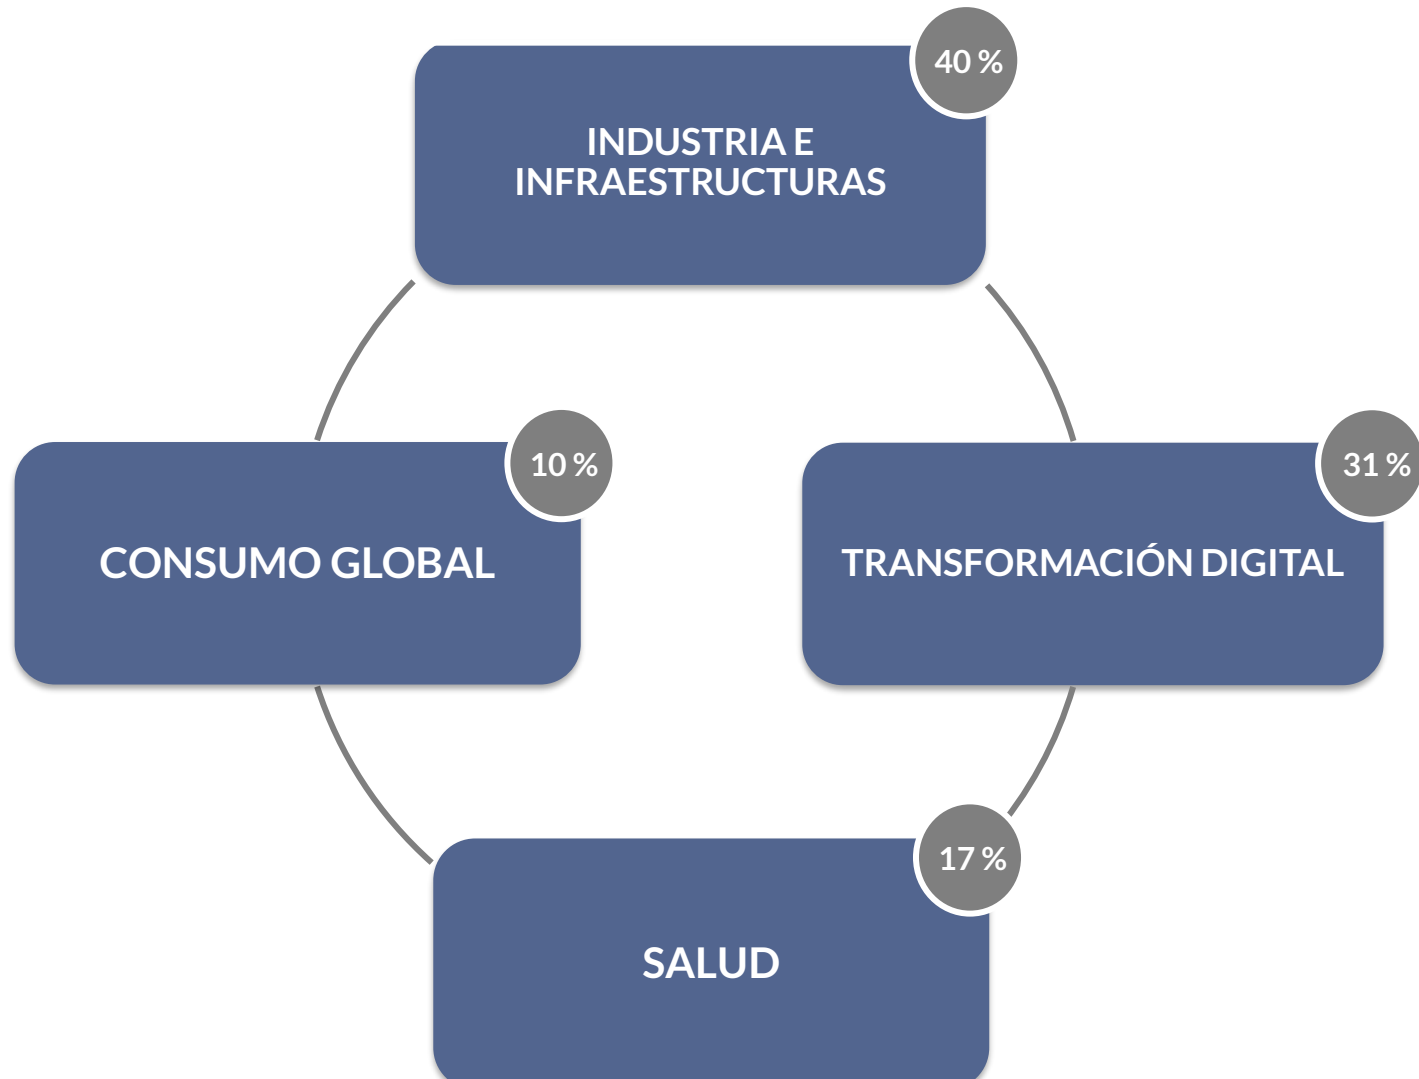 40 %
INDUSTRIA E
INFRAESTRUCTURAS
10 %
CONSUMO GLOBAL
31 %
TRANSFORMACIÓN DIGITAL
17 %
SALUD